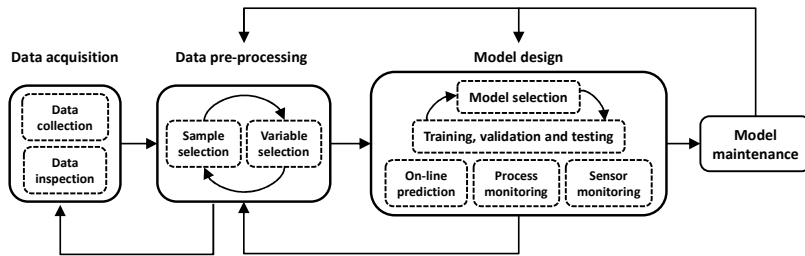 Data acquisition
Data pre-processing
Model design
Data
collection
Data
inspection
Sample
selection
Variable
selection
Model selection
Training, validation and testing
On-line
prediction
Process
monitoring
Sensor
monitoring
Model
maintenance